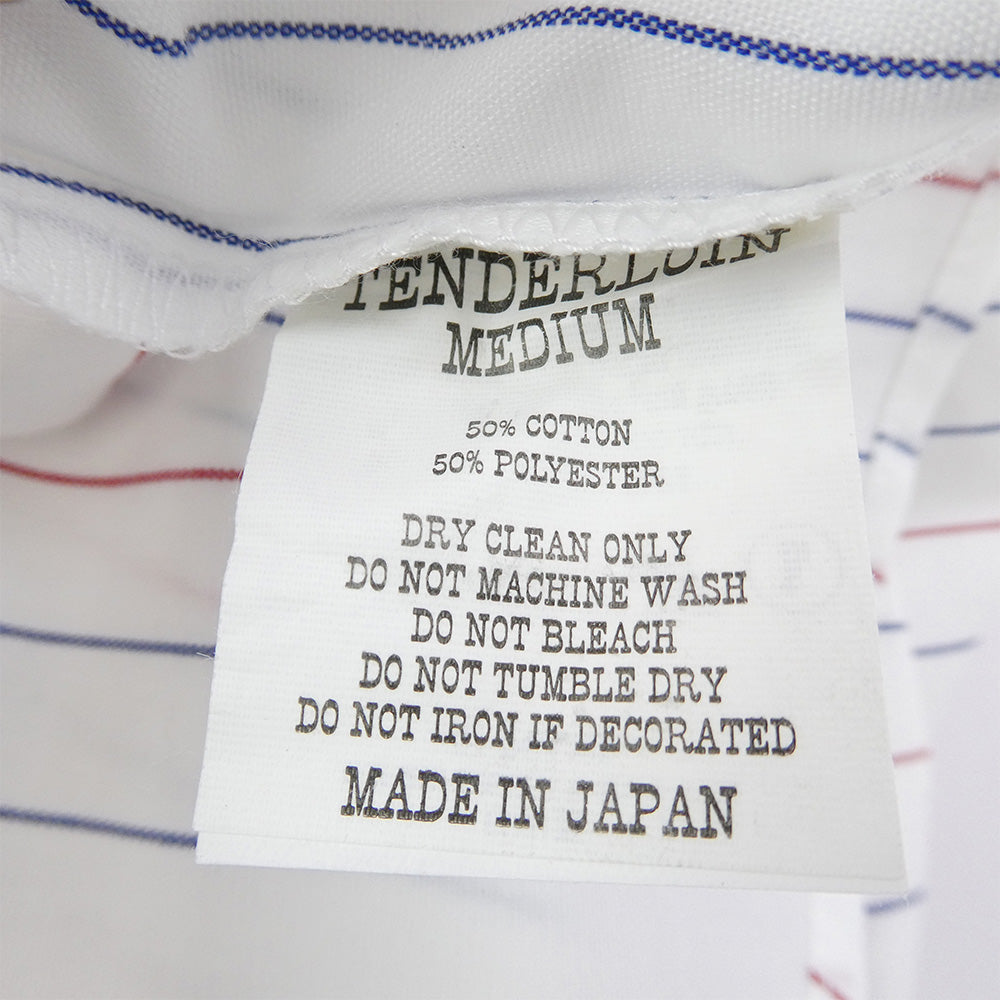 TENDERLOIN
MEDIUM
50% COTTON
50% POLYESTER
DRY CLEAN ONLY
DO NOT MACHINE WASH
DO NOT BLEACH
DO NOT TUMBLE DRY
DO NOT IRON IF DECORATED
MADE IN JAPAN